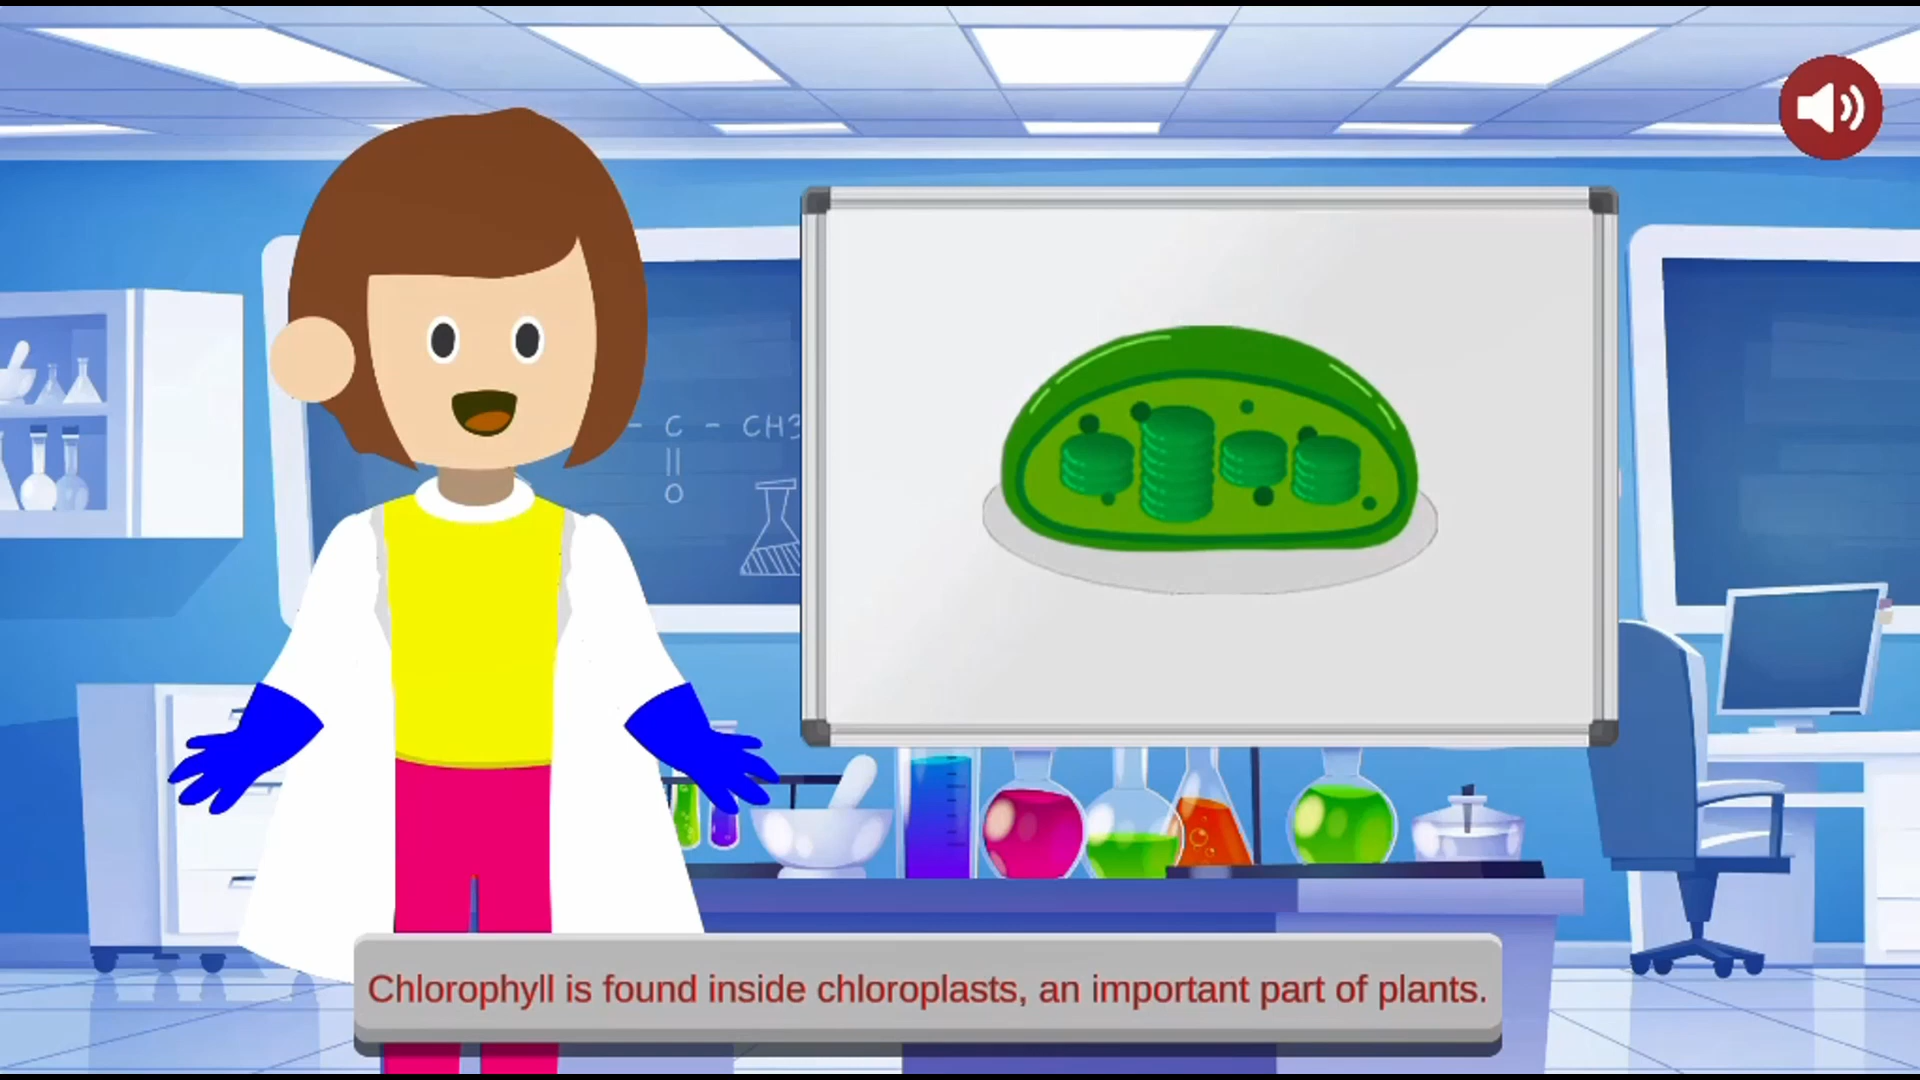 – C – CH3
O
Chlorophyll is found inside chloroplasts, an important part of plants.